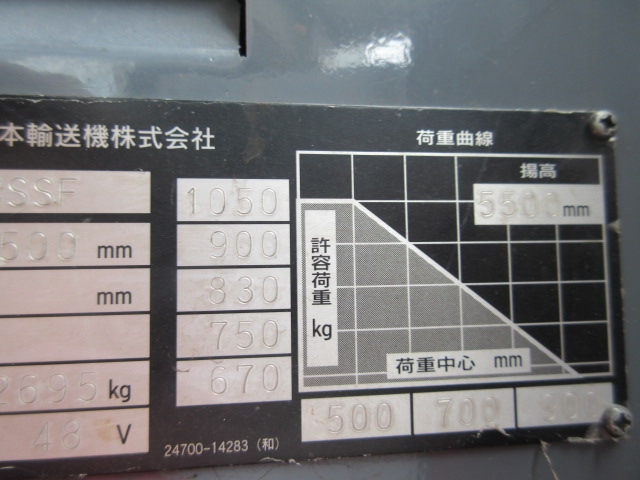 本輸送機株式会社
荷重曲線
揚高
5500mm
SSF
500 mm
mm
2695kg
48 V
1050
900
830
750
670
許容荷重
kg
荷重中心 mm
500 700 900
24700-14283 (和)